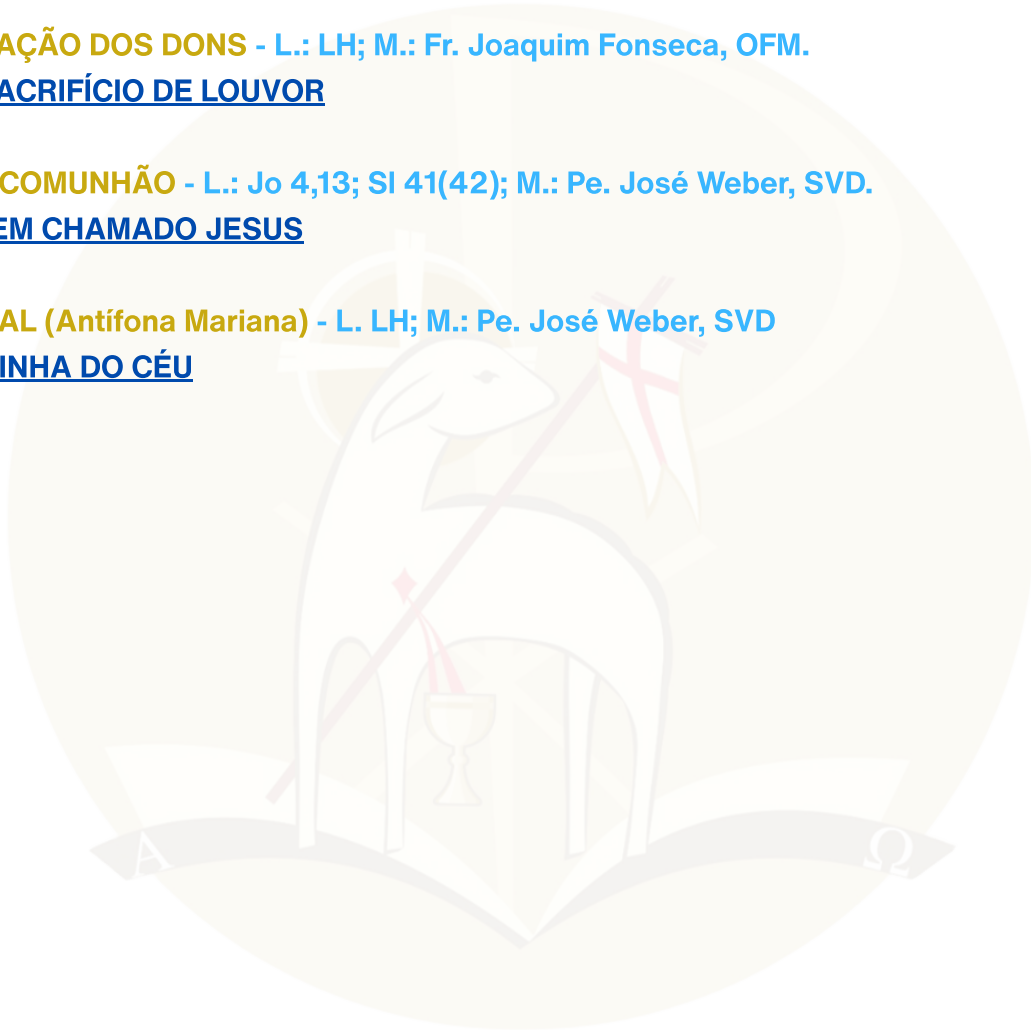 AÇÃO DOS DONS - L.: LH; M.: Fr. Joaquim Fonseca, OFM.
ACRIFÍCIO DE LOUVOR
COMUNHÃO - L.: Jo 4,13; Sl 41(42); M.: Pe. José Weber, SVD.
EM CHAMADO JESUS
AL (Antífona Mariana) - L. LH; M.: Pe. José Weber, SVD
INHA DO CÉU
Α Ω